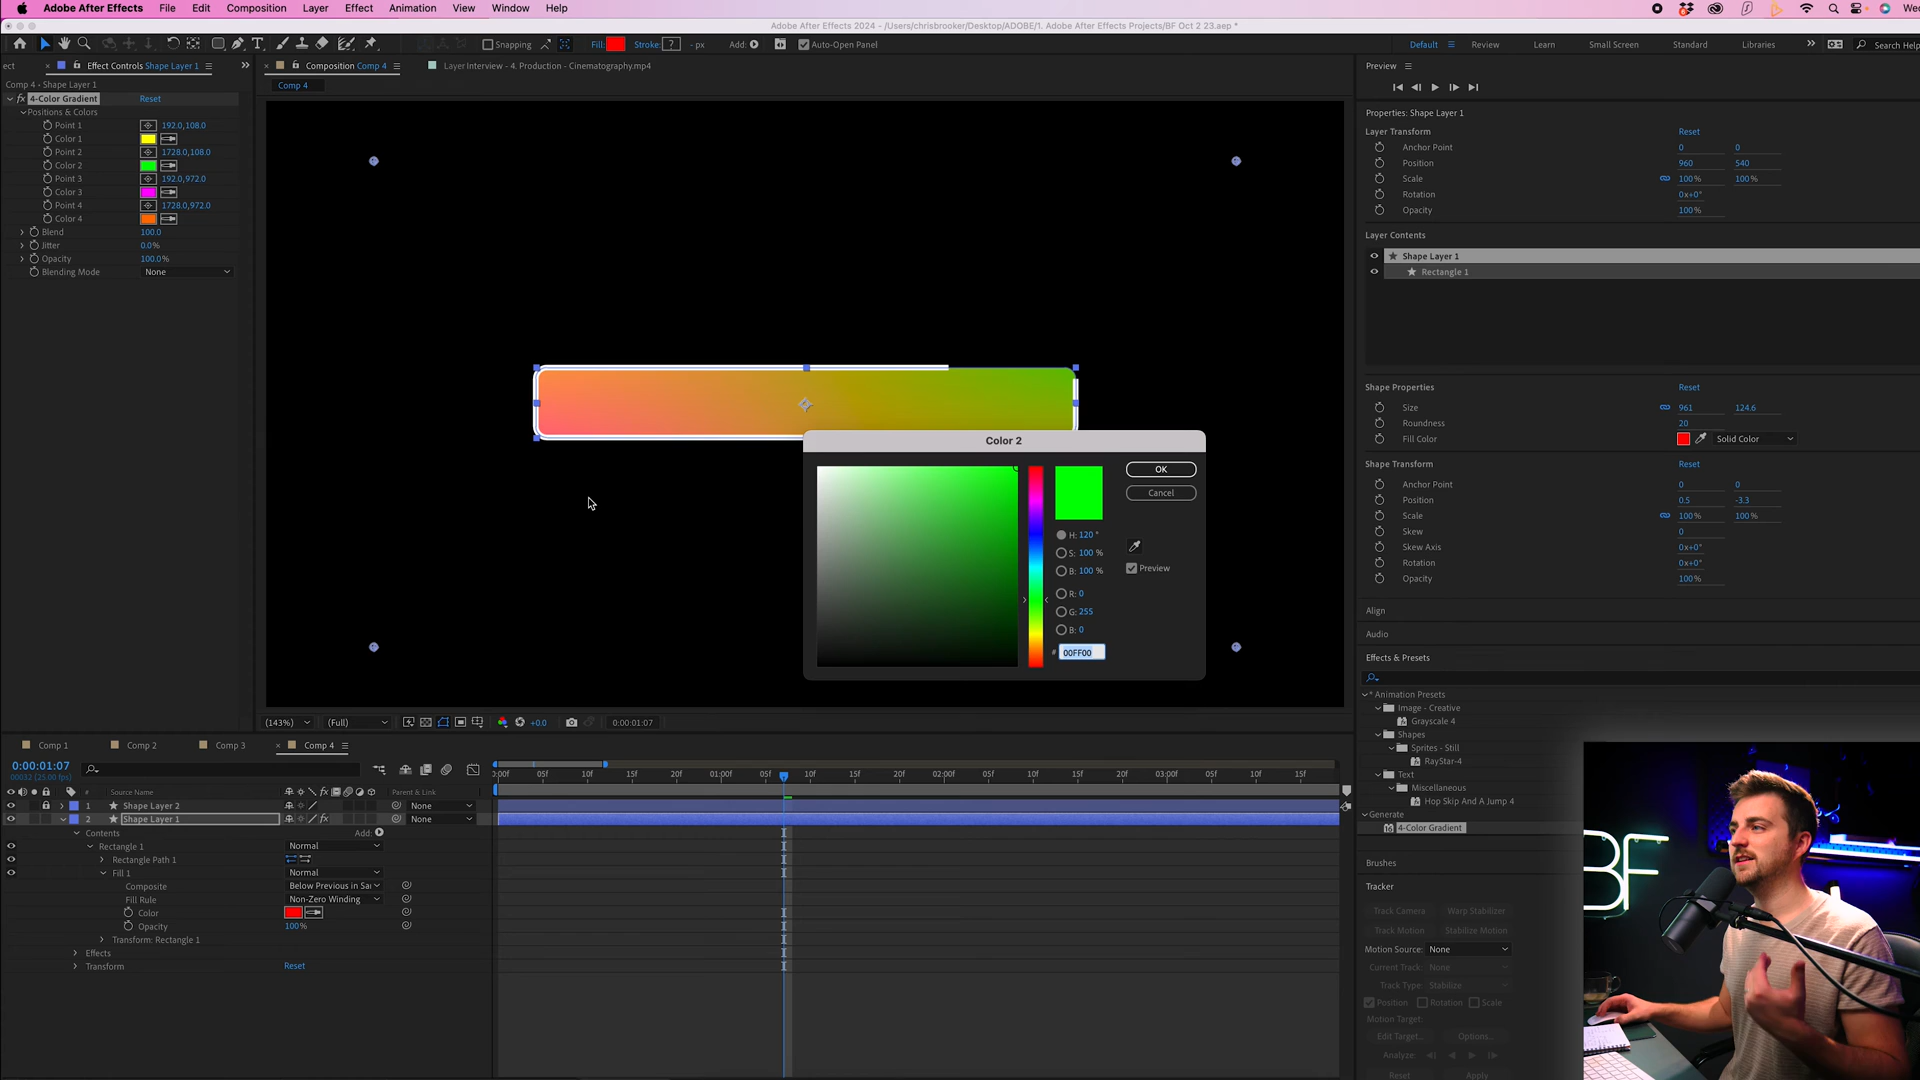 Adobe After Effects File Edit Composition Layer Effect Animation View Window Help
Adobe After Effects 2024 - /Users/chrisbrooker/Desktop/ADOBE/1. Adobe After Effects Projects/BF Oct 2 23.aep *
Snapping Fill: Stroke: ? - px Add: Auto-Open Panel Default Review Learn Small Screen Standard Libraries Search Help
Effect Controls Shape Layer 1
Composition Comp 4
Layer Interview - 4. Production - Cinematography.mp4
Comp 4 • Shape Layer 1
Comp 4
fx 4-Color Gradient Reset
Positions & Colors
Point 1 192.0,108.0
Color 1
Point 2 1728.0,108.0
Color 2
Point 3 192.0,972.0
Color 3
Point 4 1728.0,972.0
Color 4
Blend 100.0
Jitter 0.0%
Opacity 100.0%
Blending Mode None
Color 2
OK
Cancel
H: 120 °
S: 100 %
B: 100 %
Preview
R: 0
G: 255
B: 0
# 00FF00
(143%) (Full) +0.0 0:00:01:07
Preview
Properties: Shape Layer 1
Layer Transform Reset
Anchor Point 0 0
Position 960 540
Scale 100% 100%
Rotation 0x+0°
Opacity 100%
Layer Contents
Shape Layer 1
Rectangle 1
Shape Properties Reset
Size 961 124.6
Roundness 20
Fill Color Solid Color
Shape Transform Reset
Anchor Point 0 0
Position 0.5 -3.3
Scale 100% 100%
Skew 0
Skew Axis 0x+0°
Rotation 0x+0°
Opacity 100%
Align
Audio
Effects & Presets
* Animation Presets
Image - Creative
Grayscale 4
Shapes
Sprites - Still
RayStar-4
Text
Miscellaneous
Hop Skip And A Jump 4
Generate
4-Color Gradient
Brushes
Tracker
Track Camera Warp Stabilizer
Track Motion Stabilize Motion
Motion Source: None
Current Track: None
Track Type: Stabilize
Position Rotation Scale
Motion Target:
Edit Target... Options...
Analyze:
Reset Apply
BF
Comp 1 Comp 2 Comp 3 Comp 4
0:00:01:07
00032 (25.00 fps)
0:00f 05f 10f 15f 20f 01:00f 05f 10f 15f 20f 02:00f 05f 10f 15f 20f 03:00f 05f 10f 15f
# Source Name Parent & Link
1 Shape Layer 2 None
2 Shape Layer 1 None
Contents Add:
Rectangle 1 Normal
Rectangle Path 1
Fill 1 Normal
Composite Below Previous in Sa
Fill Rule Non-Zero Winding
Color
Opacity 100%
Transform: Rectangle 1
Effects
Transform Reset